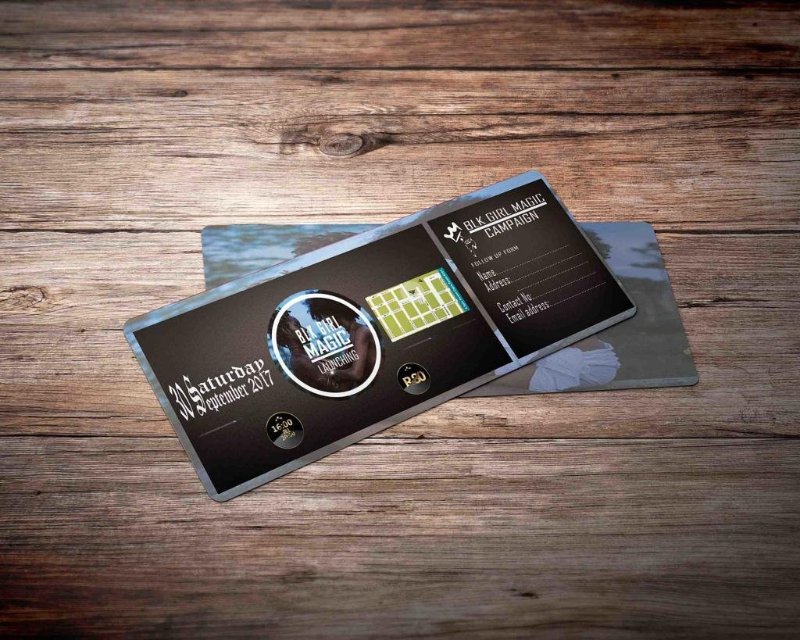 30 Saturday
September 2017
BLK GIRL
MAGIC
LAUNCHING
16:00
R50
BLK GIRL MAGIC
CAMPAIGN
FOLLOW UP FORM
Name
Address
Contact No
Email address: